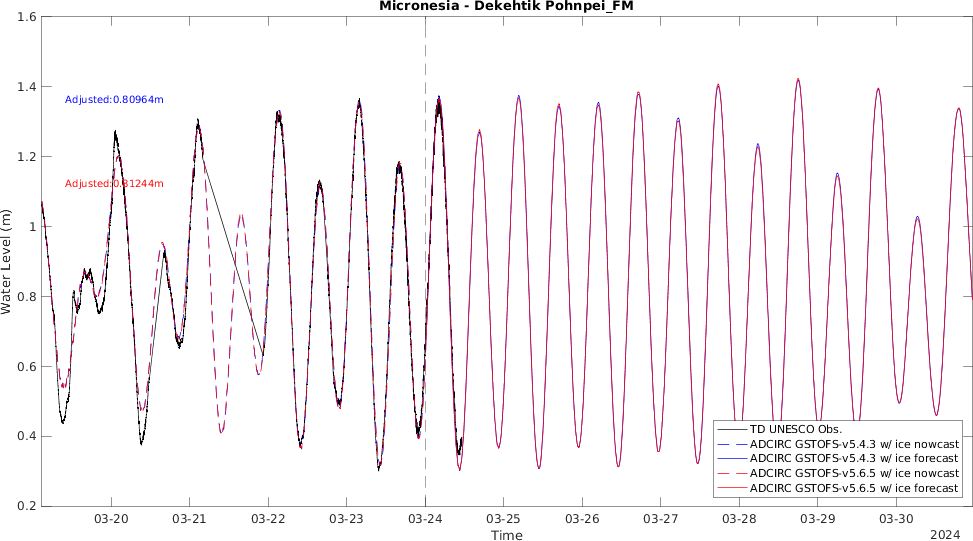 Micronesia - Dekehtik Pohnpei_FM
1.6
1.4
1.2
1
0.8
0.6
0.4
0.2
Water Level (m)
Adjusted:0.80964m
Adjusted:0.81244m
TD UNESCO Obs.
ADCIRC GSTOFS-v5.4.3 w/ ice nowcast
ADCIRC GSTOFS-v5.4.3 w/ ice forecast
ADCIRC GSTOFS-v5.6.5 w/ ice nowcast
ADCIRC GSTOFS-v5.6.5 w/ ice forecast
03-20 03-21 03-22 03-23 03-24 03-25 03-26 03-27 03-28 03-29 03-30
Time
2024